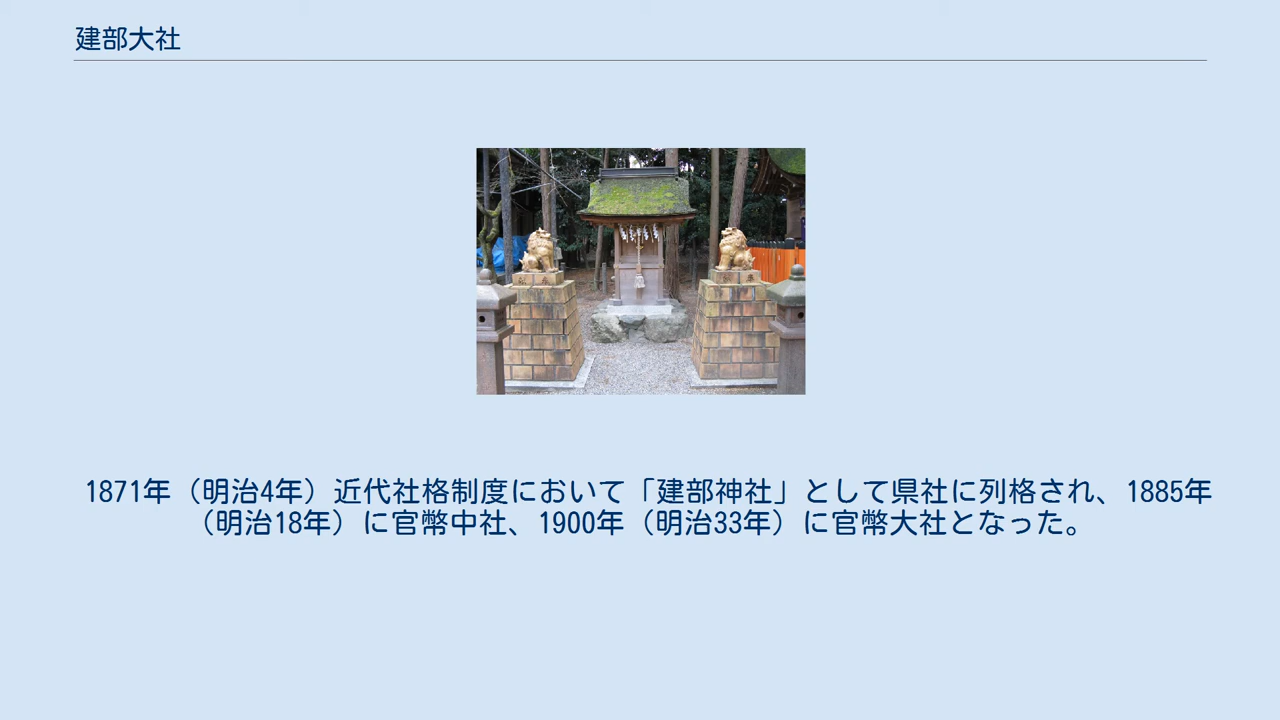 建部大社
1871年（明治4年）近代社格制度において「建部神社」として県社に列格され、1885年
（明治18年）に官幣中社、1900年（明治33年）に官幣大社となった。